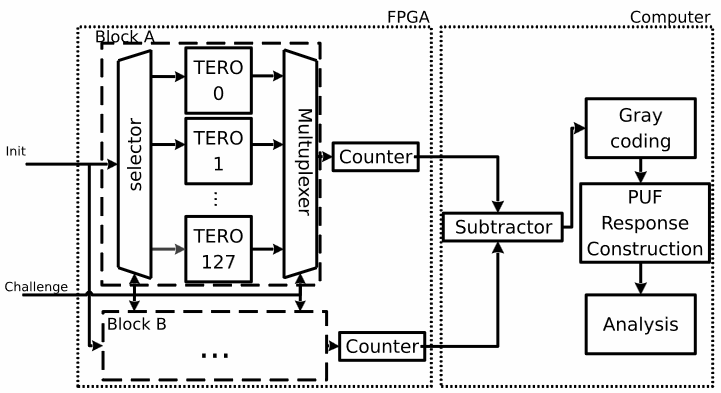 FPGA
Computer
Block A
TERO
0
selector
TERO
1
...
TERO
127
Multuplexer
Init
Challenge
Counter
Subtractor
Gray
coding
PUF
Response
Construction
Analysis
Block B
...
Counter